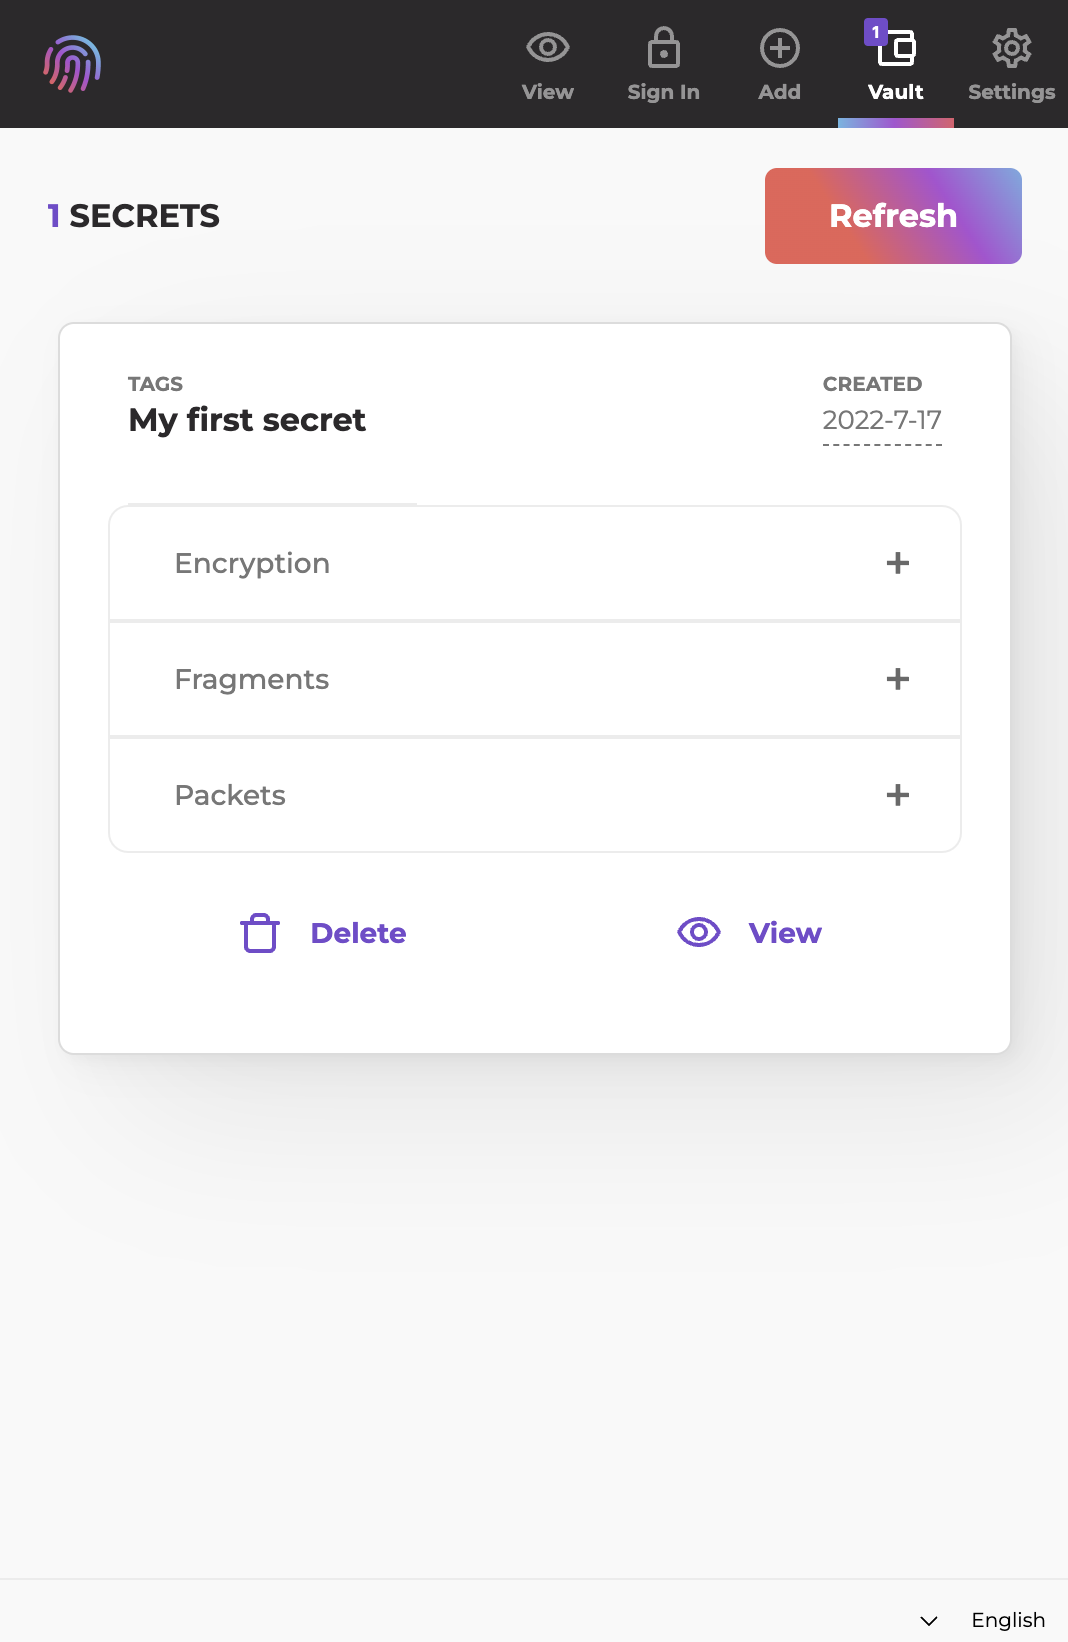 View
Sign In
Add
1
Vault
Settings
1 SECRETS
Refresh
TAGS
My first secret
CREATED
2022-7-17
Encryption
Fragments
Packets
Delete
View
English